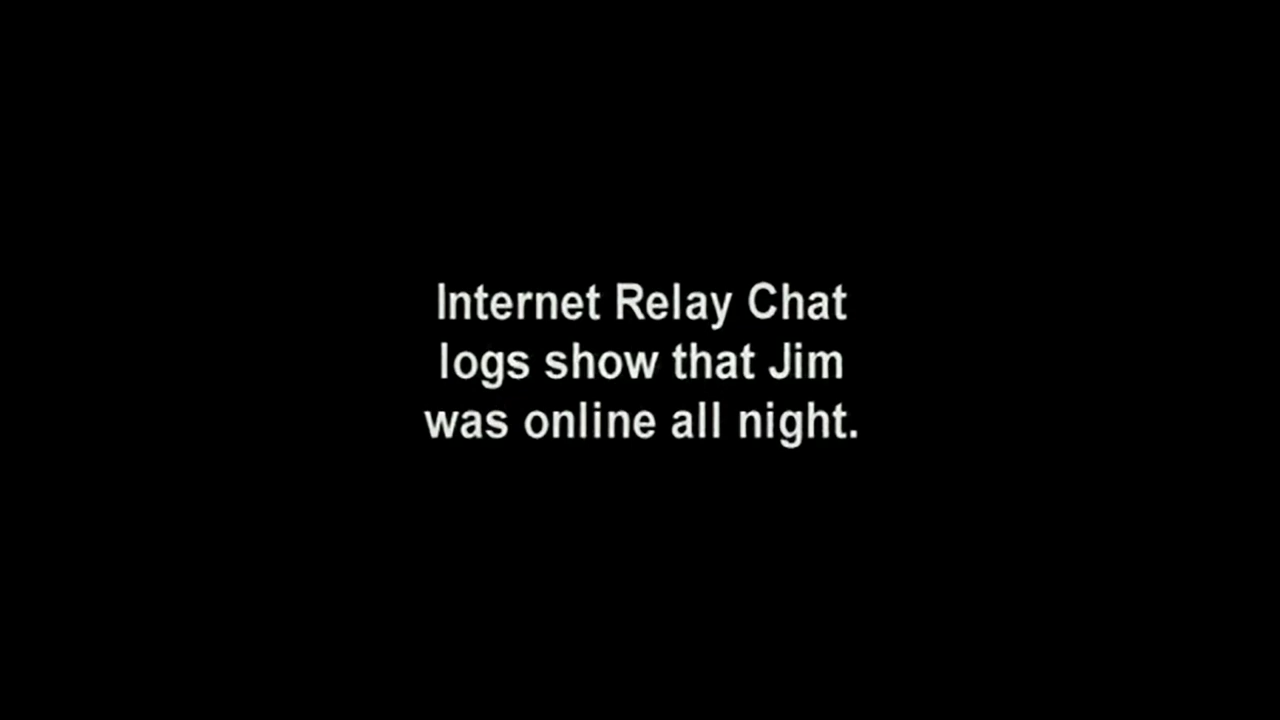 Internet Relay Chat
logs show that Jim
was online all night.